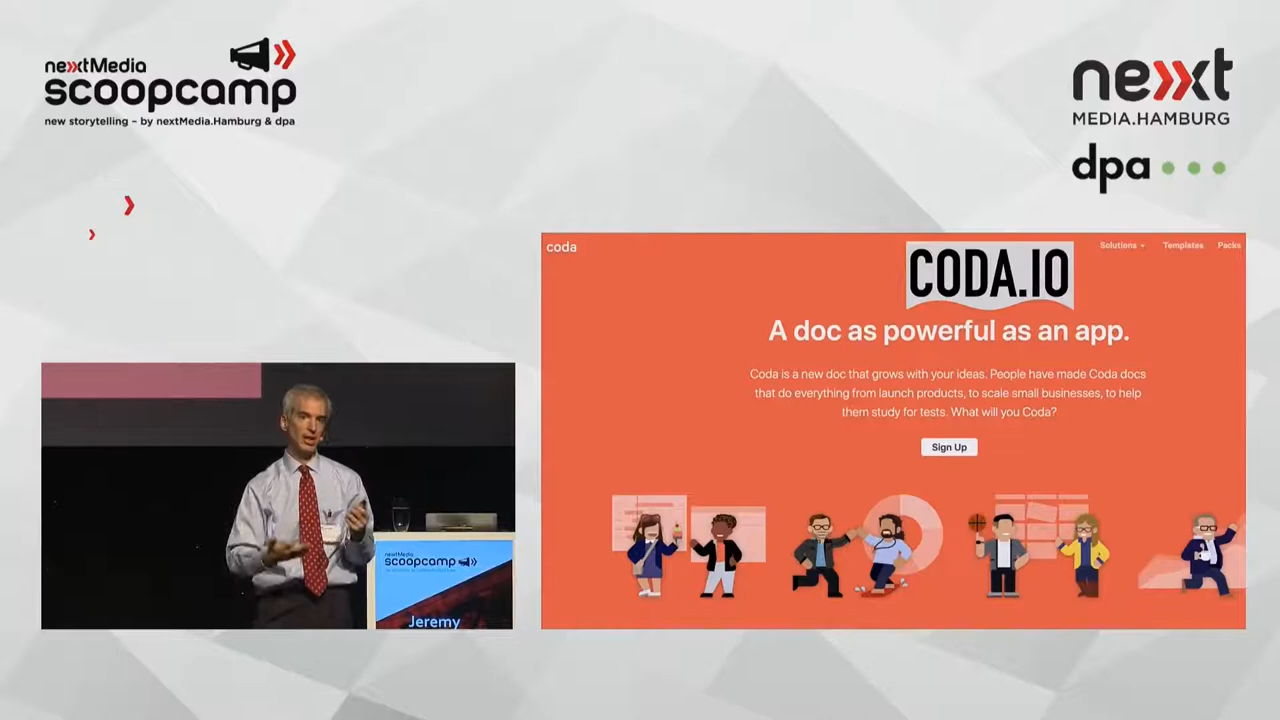 nextMedia
scoopcamp
new storytelling – by nextMedia.Hamburg & dpa
next
MEDIA.HAMBURG
dpa
coda
Solutions
Templates
Packs
CODA.IO
A doc as powerful as an app.
Coda is a new doc that grows with your ideas. People have made Coda docs
that do everything from launch products, to scale small businesses, to help
them study for tests. What will you Coda?
Sign Up
nextMedia
scoopcamp
Jeremy